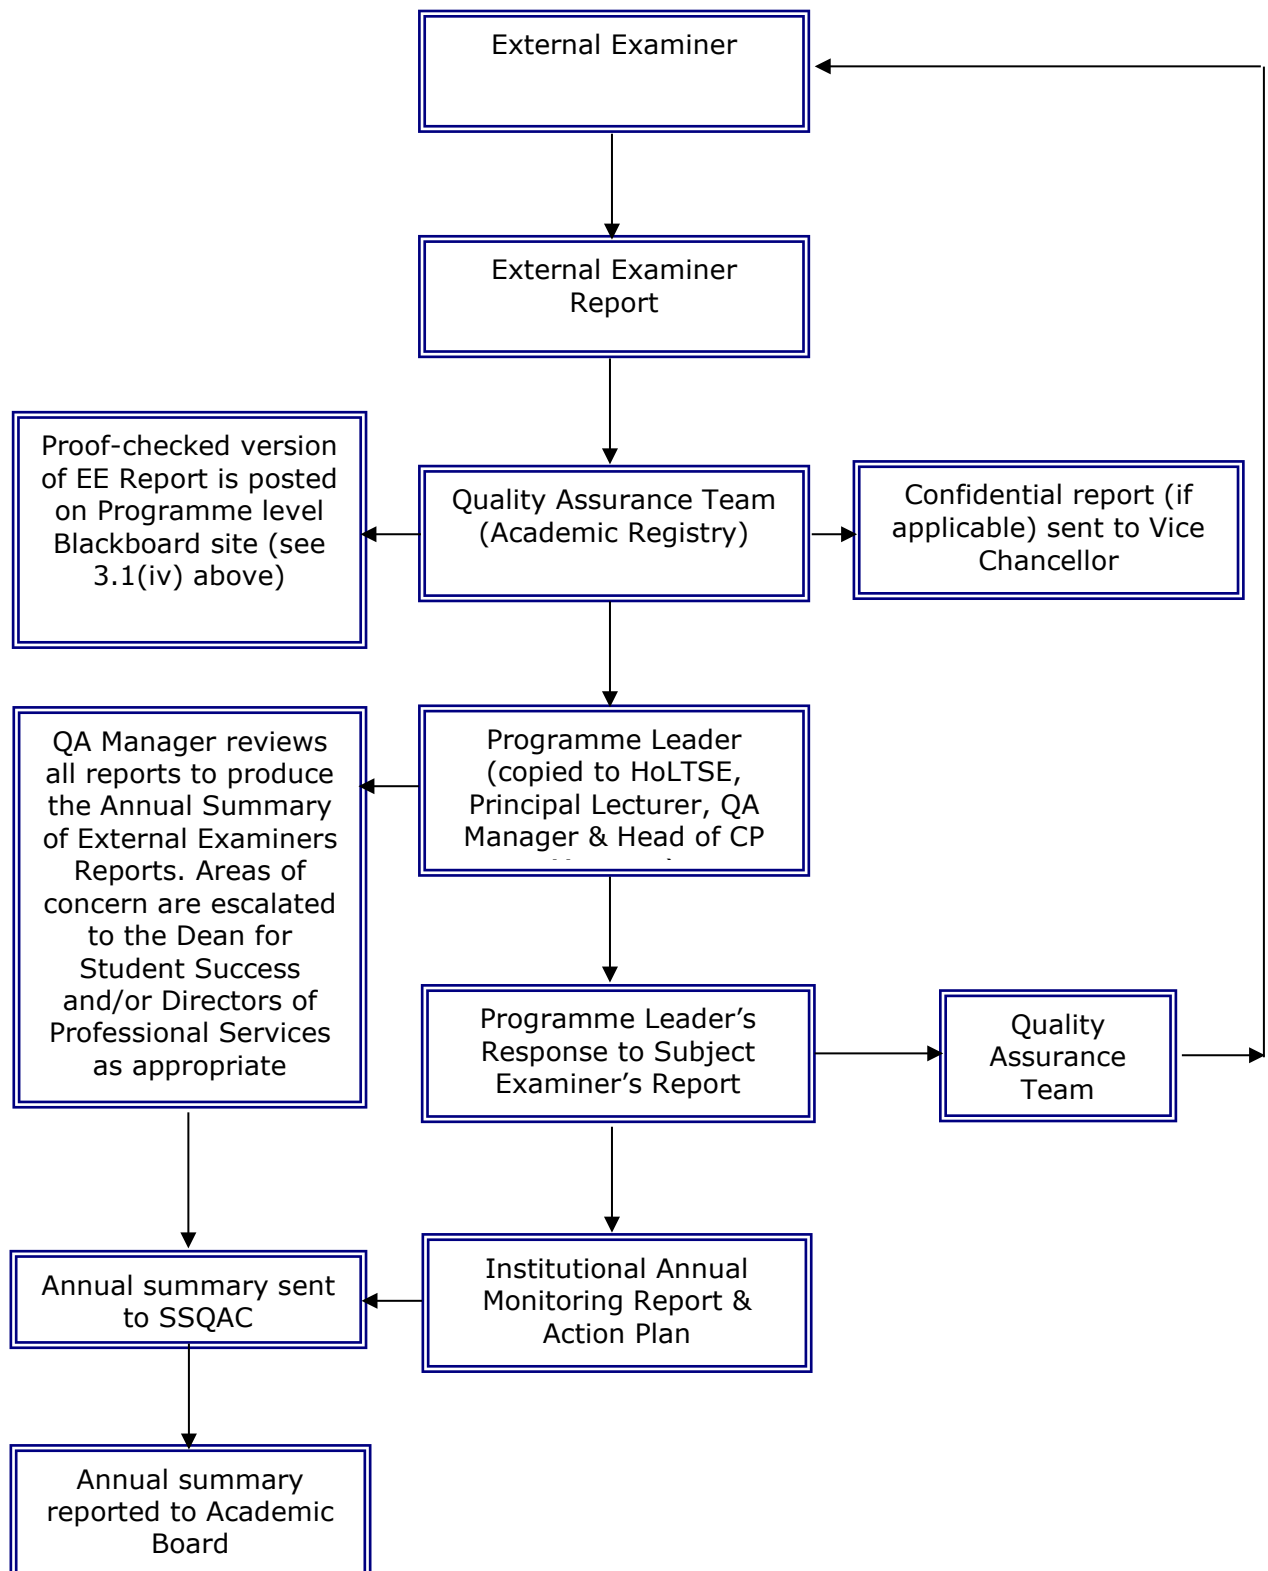 External Examiner
External Examiner
Report
Proof-checked version
of EE Report is posted
on Programme level
Blackboard site (see
3.1(iv) above)
Quality Assurance Team
(Academic Registry)
Confidential report (if
applicable) sent to Vice
Chancellor
QA Manager reviews
all reports to produce
the Annual Summary
of External Examiners
Reports. Areas of
concern are escalated
to the Dean for
Student Success
and/or Directors of
Professional Services
as appropriate
Programme Leader
(copied to HoLTSE,
Principal Lecturer, QA
Manager & Head of CP
Programme Leader’s
Response to Subject
Examiner’s Report
Quality
Assurance
Team
Annual summary sent
to SSQAC
Institutional Annual
Monitoring Report &
Action Plan
Annual summary
reported to Academic
Board